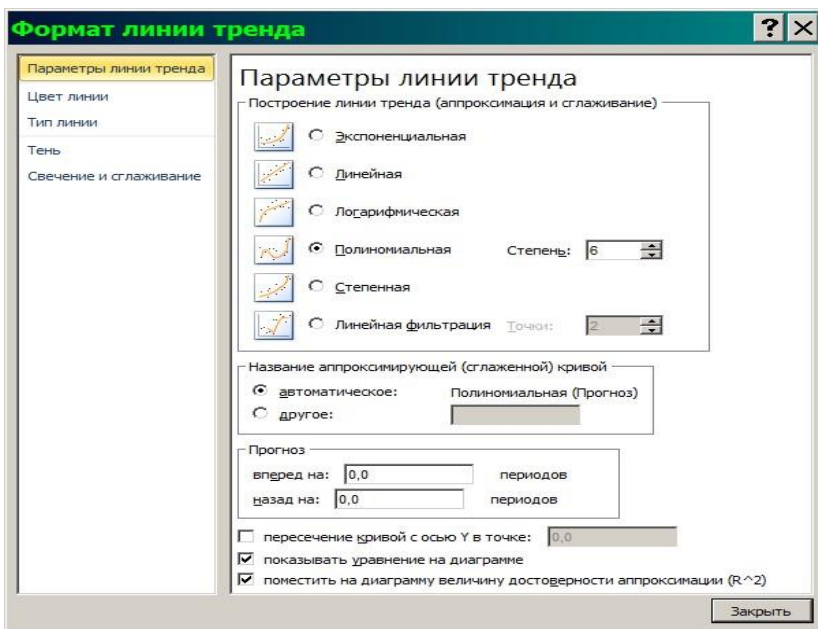 Формат линии тренда
Параметры линии тренда
Цвет линии
Тип линии
Тень
Свечение и сглаживание
Параметры линии тренда
Построение линии тренда (аппроксимация и сглаживание)
Экспоненциальная
Линейная
Логарифмическая
Полиномиальная Степень: 6
Степенная
Линейная фильтрация Точки: 2
Название аппроксимирующей (сглаженной) кривой
автоматическое: Полиномиальная (Прогноз)
другое:
Прогноз
вперед на: 0,0 периодов
назад на: 0,0 периодов
пересечение кривой с осью Y в точке: 0,0
показывать уравнение на диаграмме
поместить на диаграмму величину достоверности аппроксимации (R^2)
Закрыть